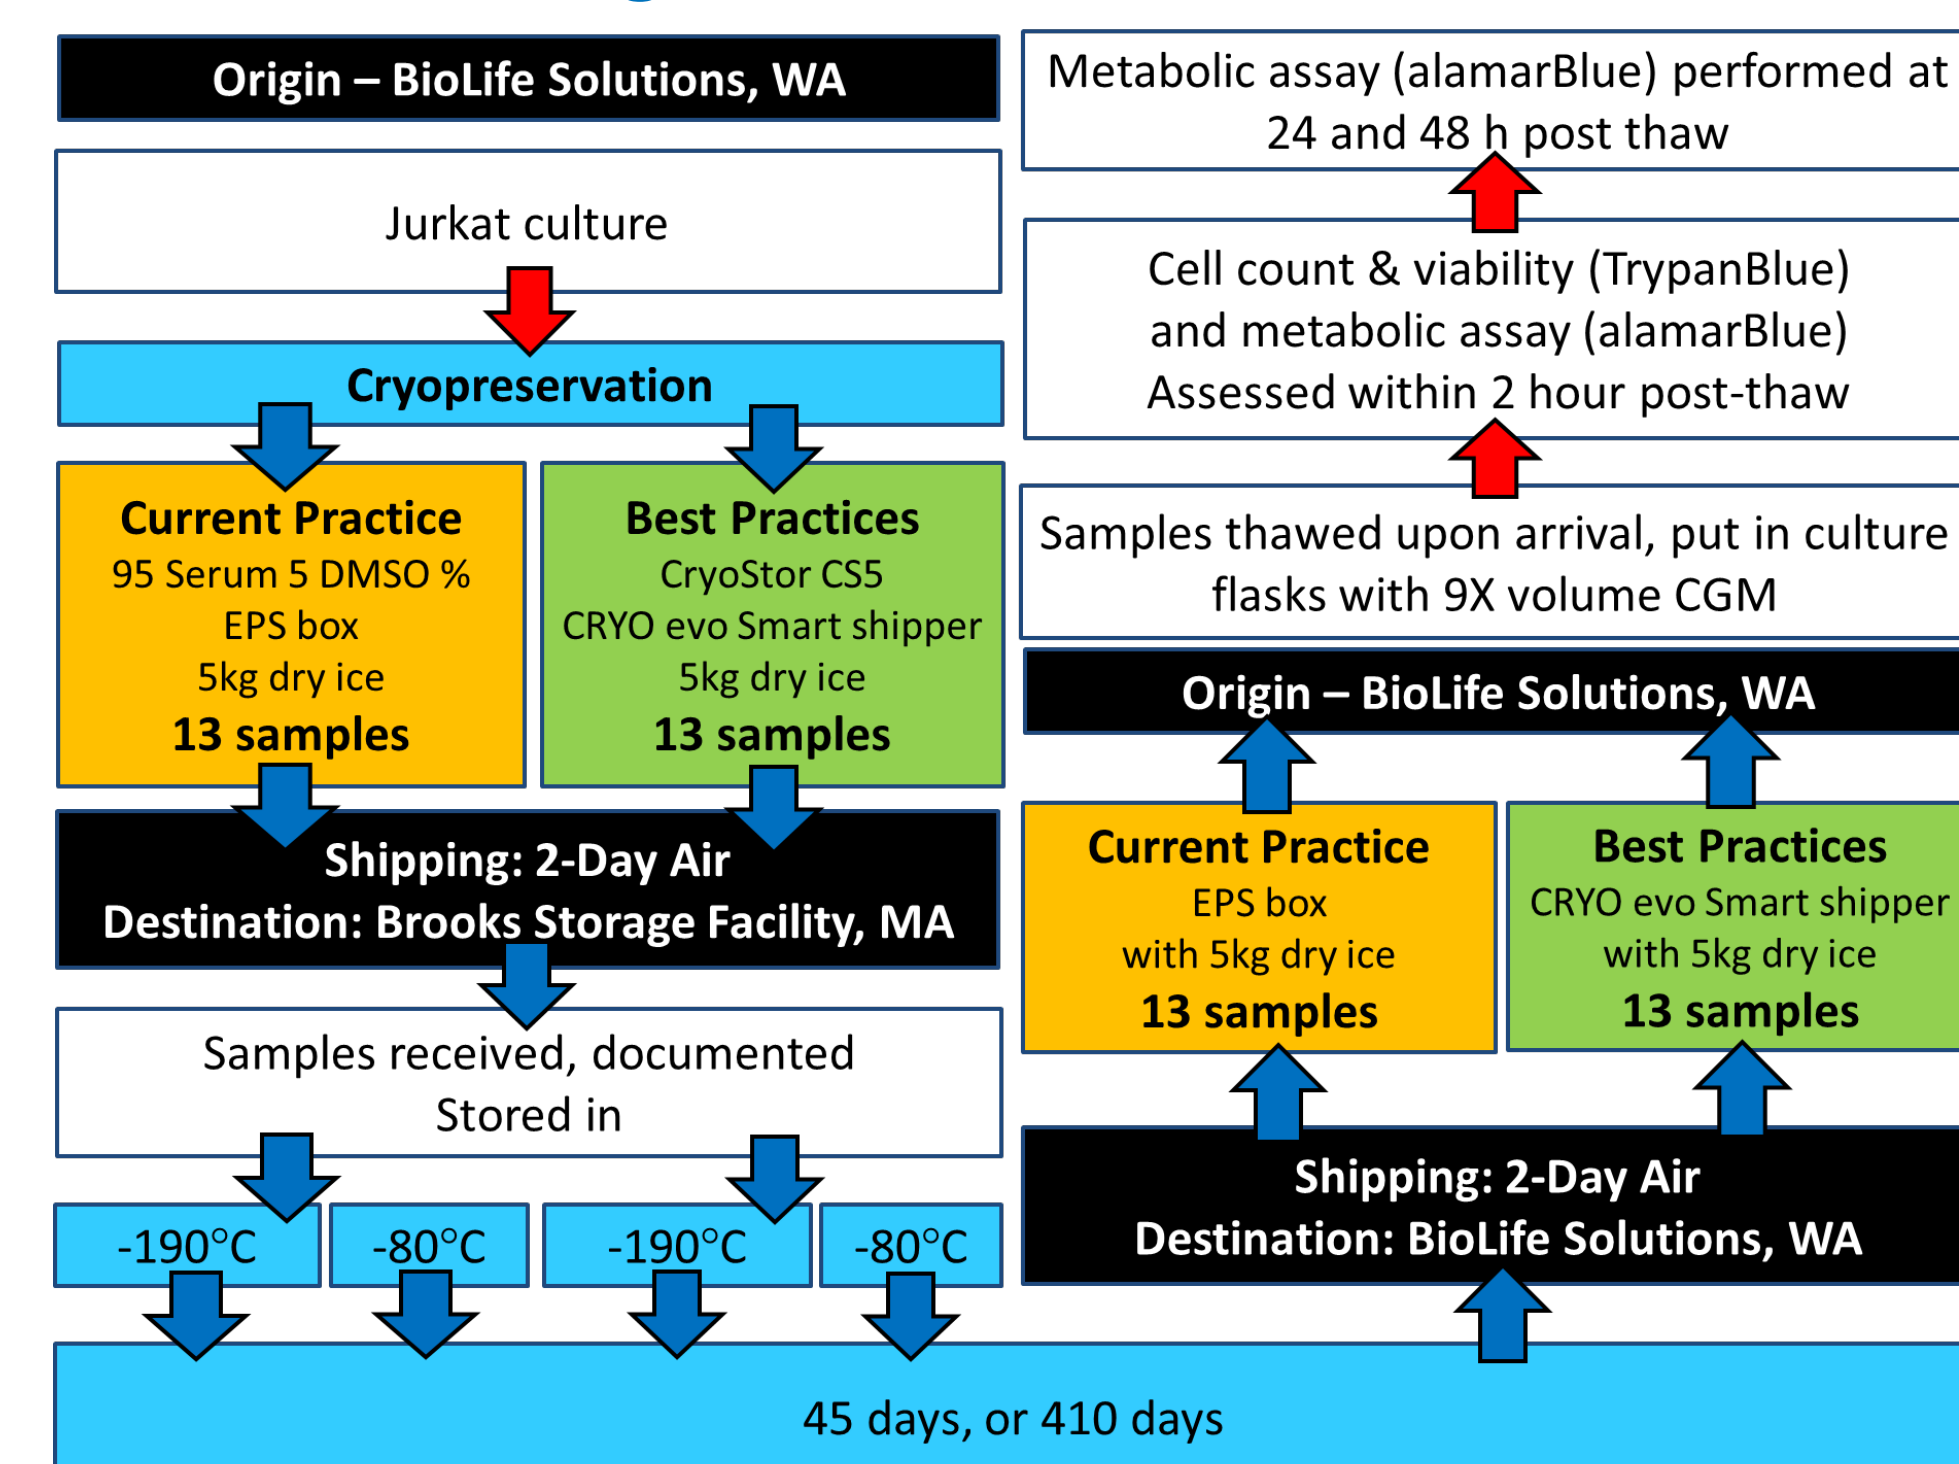 Origin – BioLife Solutions, WA
Jurkat culture
Cryopreservation
Current Practice
95 Serum 5 DMSO %
EPS box
5kg dry ice
13 samples
Best Practices
CryoStor CS5
CRYO evo Smart shipper
5kg dry ice
13 samples
Shipping: 2-Day Air
Destination: Brooks Storage Facility, MA
Samples received, documented
Stored in
-190°C
-80°C
-190°C
-80°C
45 days, or 410 days
Shipping: 2-Day Air
Destination: BioLife Solutions, WA
Current Practice
EPS box
with 5kg dry ice
13 samples
Best Practices
CRYO evo Smart shipper
with 5kg dry ice
13 samples
Origin – BioLife Solutions, WA
Samples thawed upon arrival, put in culture
flasks with 9X volume CGM
Cell count & viability (TrypanBlue)
and metabolic assay (alamarBlue)
Assessed within 2 hour post-thaw
Metabolic assay (alamarBlue) performed at
24 and 48 h post thaw